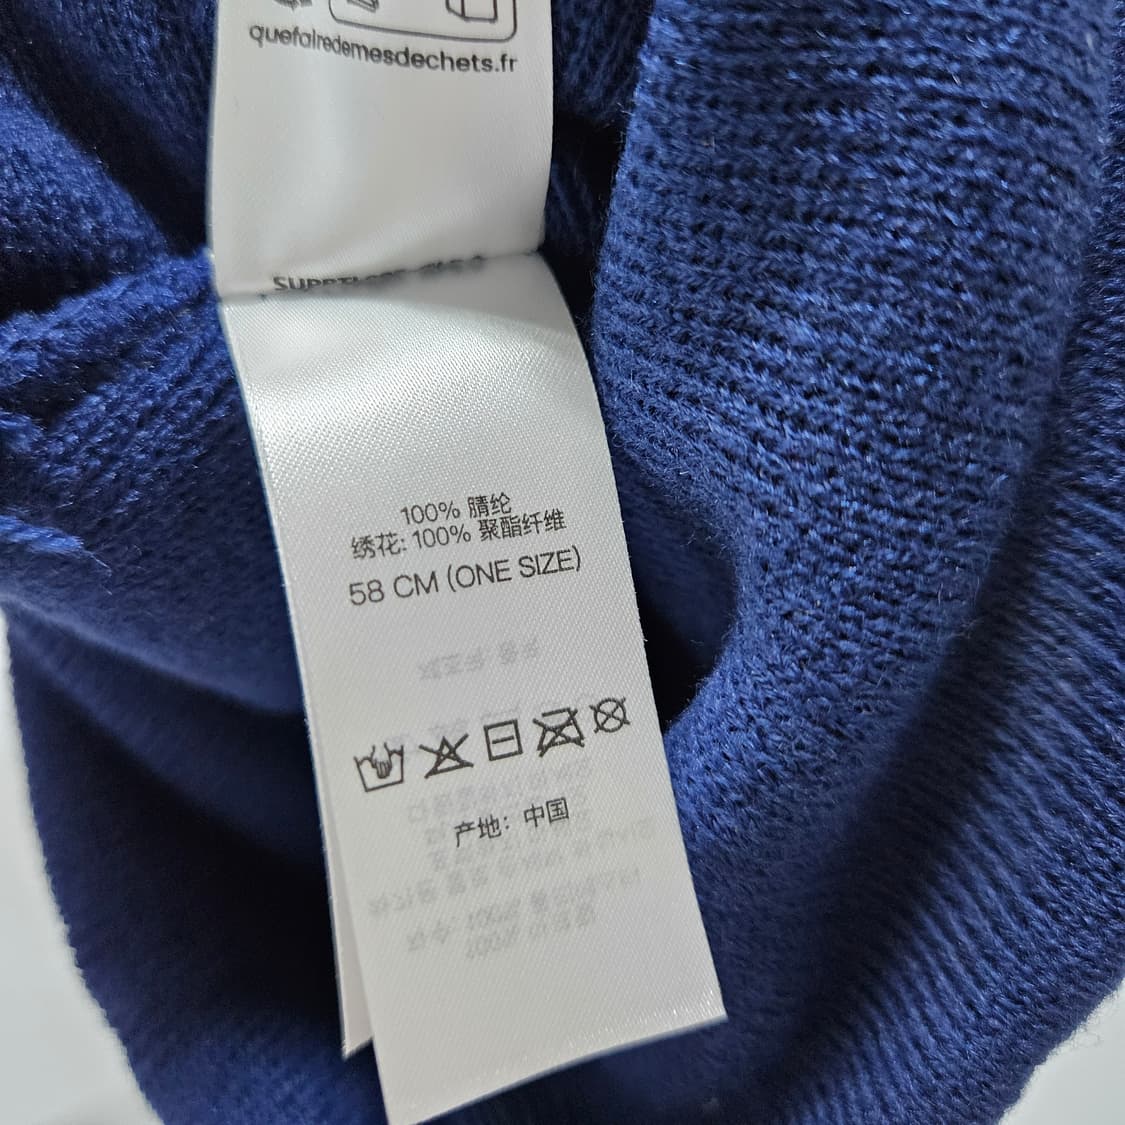 quefairedemesdechets.fr
100% 腈纶
绣花: 100% 聚酯纤维
58 CM (ONE SIZE)
产地: 中国